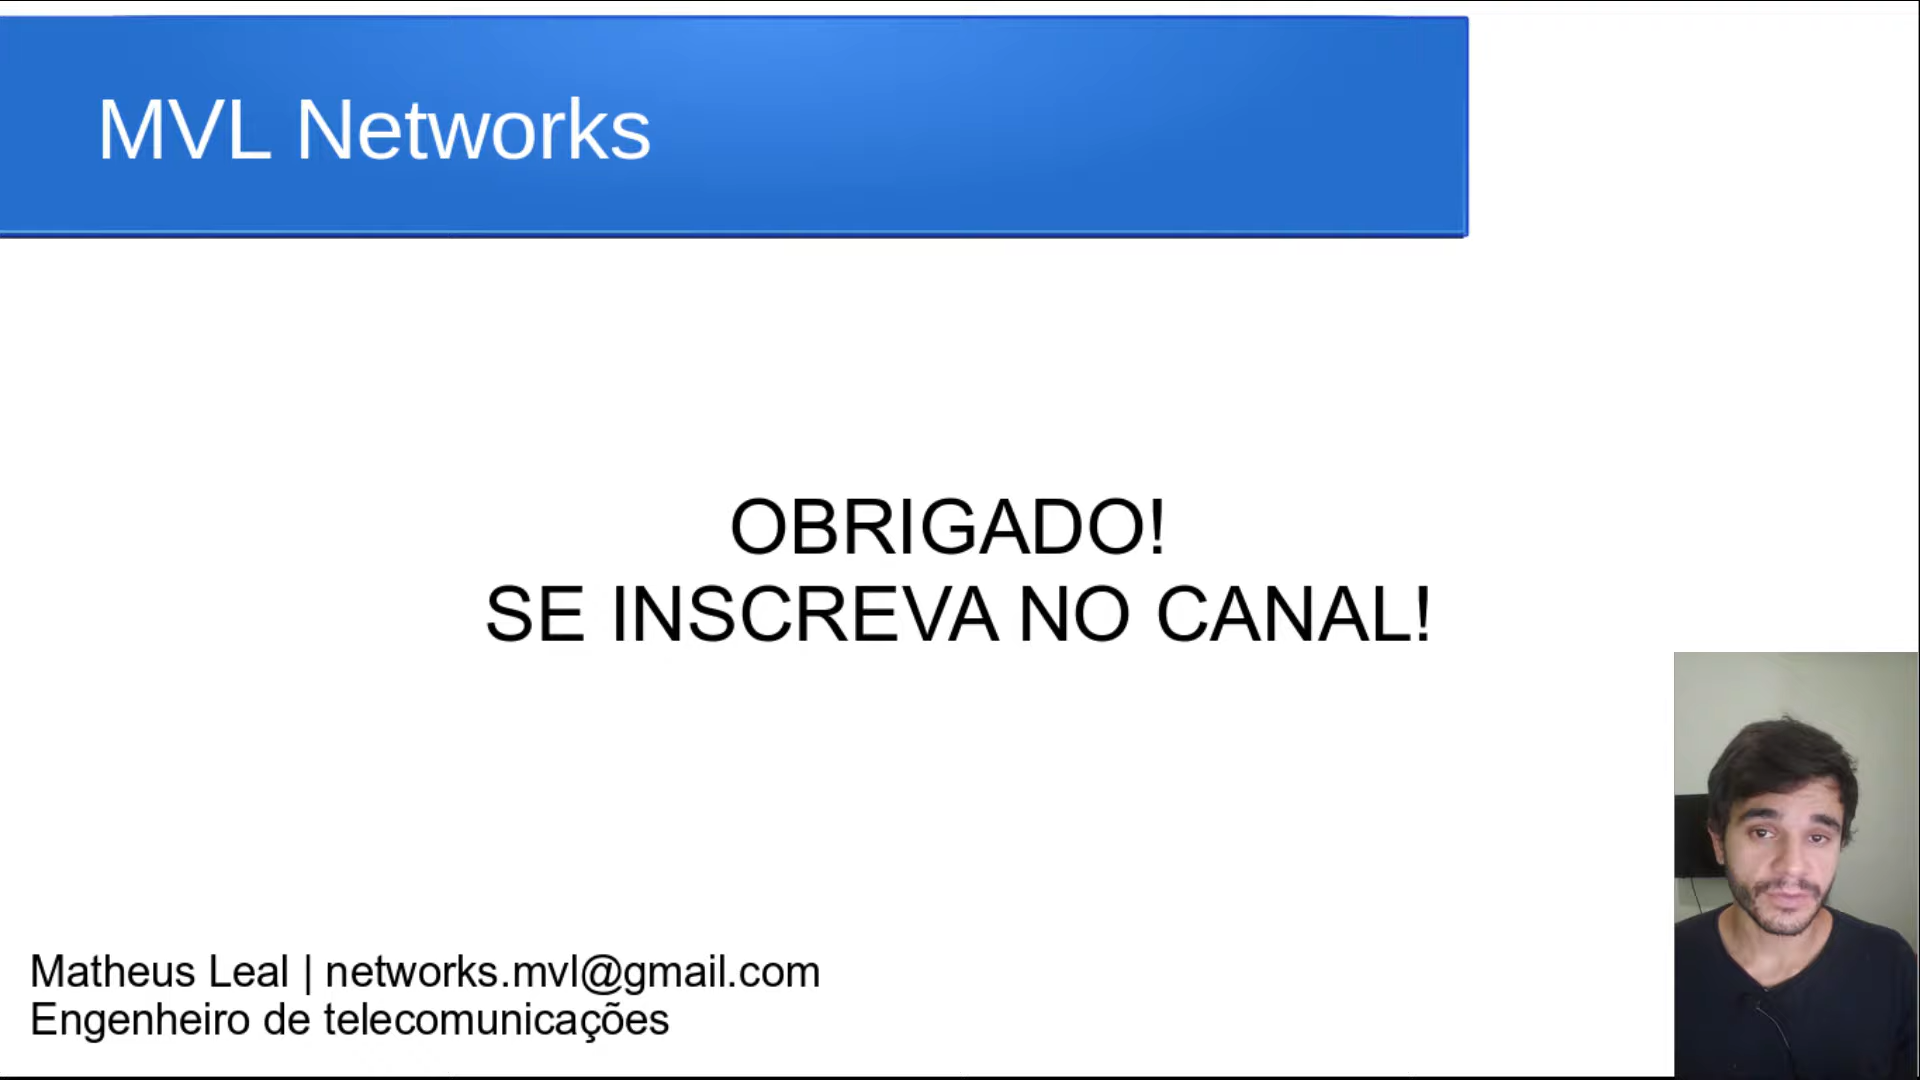 MVL Networks
OBRIGADO!
SE INSCREVA NO CANAL!
Matheus Leal | networks.mvl@gmail.com
Engenheiro de telecomunicações